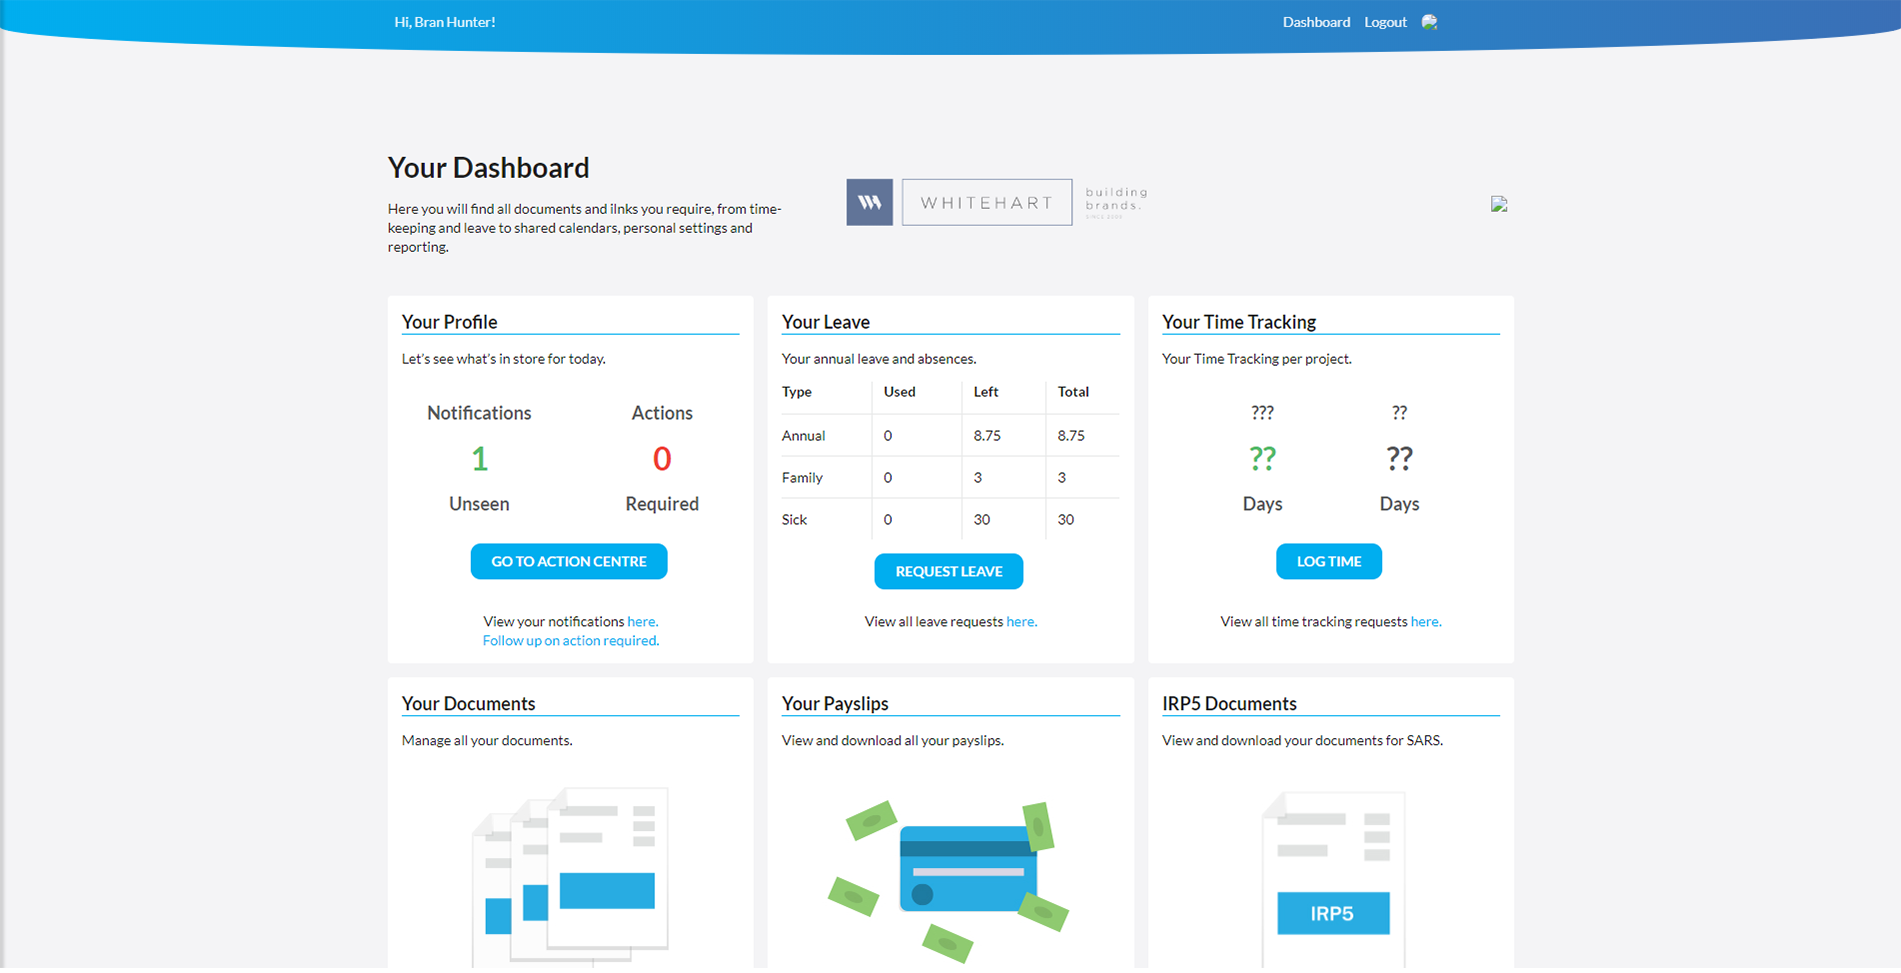 Hi, Bran Hunter!
Dashboard Logout
Your Dashboard
Here you will find all documents and ilnks you require, from time-
keeping and leave to shared calendars, personal settings and
reporting.
WHITEHART
building
brands.
SINCE 2006
Your Profile
Let's see what's in store for today.
Notifications Actions
1 0
Unseen Required
GO TO ACTION CENTRE
View your notifications here.
Follow up on action required.
Your Leave
Your annual leave and absences.
Type Used Left Total
Annual 0 8.75 8.75
Family 0 3 3
Sick 0 30 30
REQUEST LEAVE
View all leave requests here.
Your Time Tracking
Your Time Tracking per project.
??? ??
?? ??
Days Days
LOG TIME
View all time tracking requests here.
Your Documents
Manage all your documents.
Your Payslips
View and download all your payslips.
IRP5 Documents
View and download your documents for SARS.
IRP5